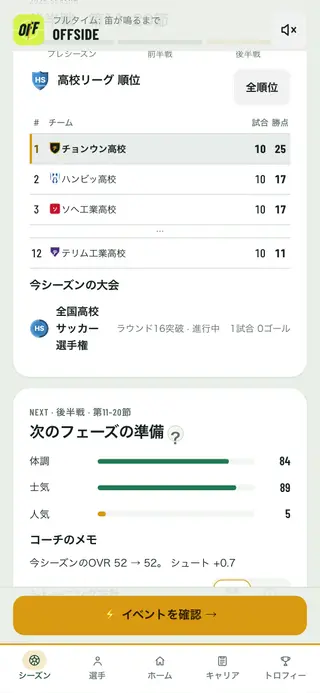 OFF
フルタイム: 笛が鳴るまで
OFFSIDE
プレシーズン 前半戦 後半戦
HS 高校リーグ 順位
全順位
# チーム 試合 勝点
1 チョンウン高校 10 25
2 ハンビッ高校 10 17
3 ソヘ工業高校 10 17
...
12 テリム工業高校 10 11
今シーズンの大会
HS 全国高校
サッカー
選手権
ラウンド16突破 · 進行中 1試合 0ゴール
NEXT · 後半戦 · 第11-20節
次のフェーズの準備 ?
体調 84
士気 89
人気 5
コーチのメモ
今シーズンのOVR 52 → 52。 シュート +0.7
⚡ イベントを確認 →
シーズン 選手 ホーム キャリア トロフィー